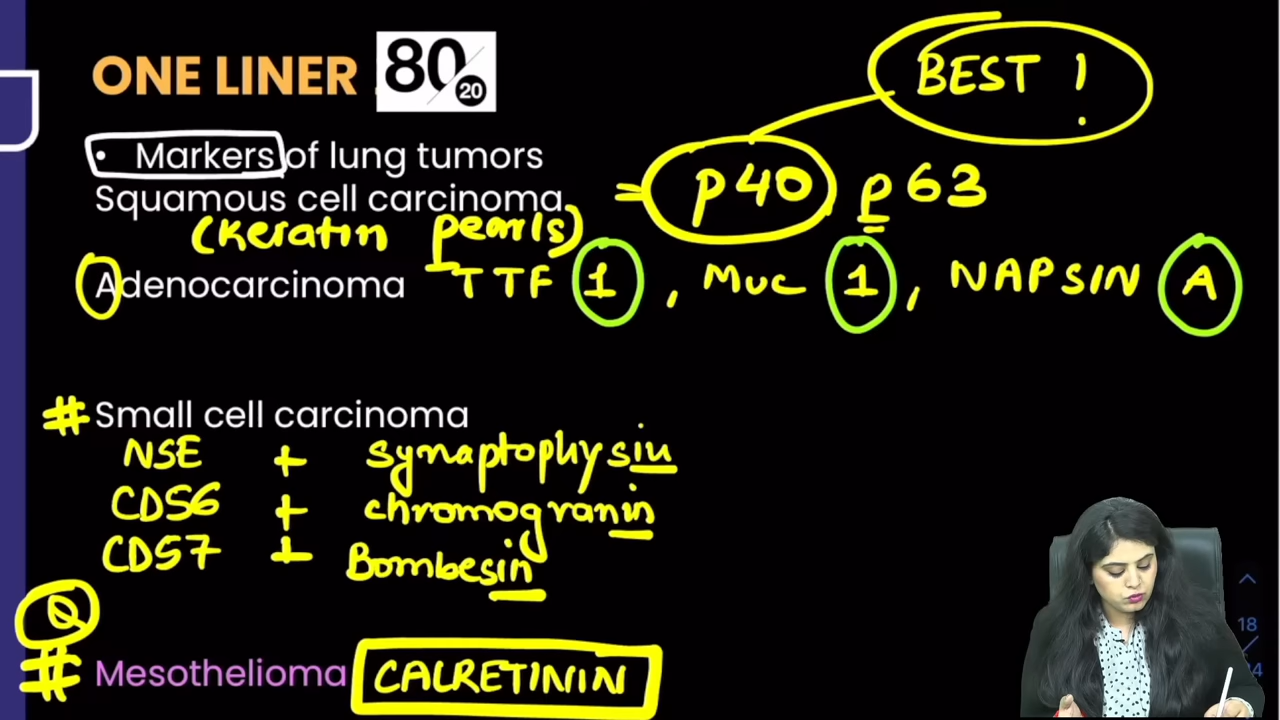 ONE LINER 80/20
BEST !
• Markers of lung tumors
Squamous cell carcinoma = p40 p63
(Keratin pearls)
Adenocarcinoma TTF 1, Muc 1, NAPSIN A
# Small cell carcinoma
NSE + synaptophysin
CD56 + chromogranin
CD57 + Bombesin
Q
# Mesothelioma CALRETININ
18